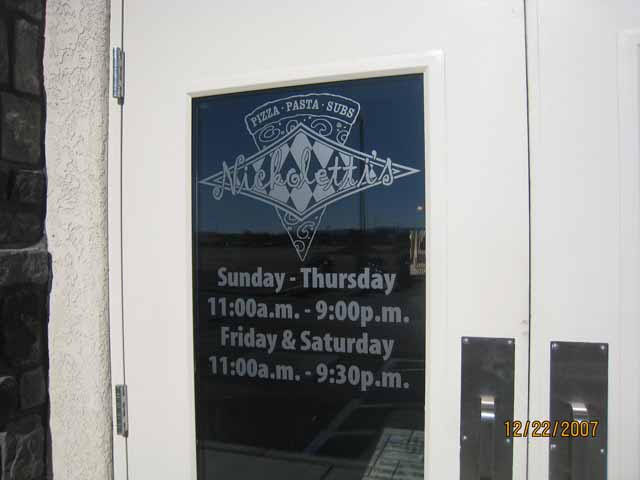 PIZZA · PASTA · SUBS
Nickoletti's
Sunday - Thursday
11:00a.m. - 9:00p.m.
Friday & Saturday
11:00a.m. - 9:30p.m.
12/22/2007